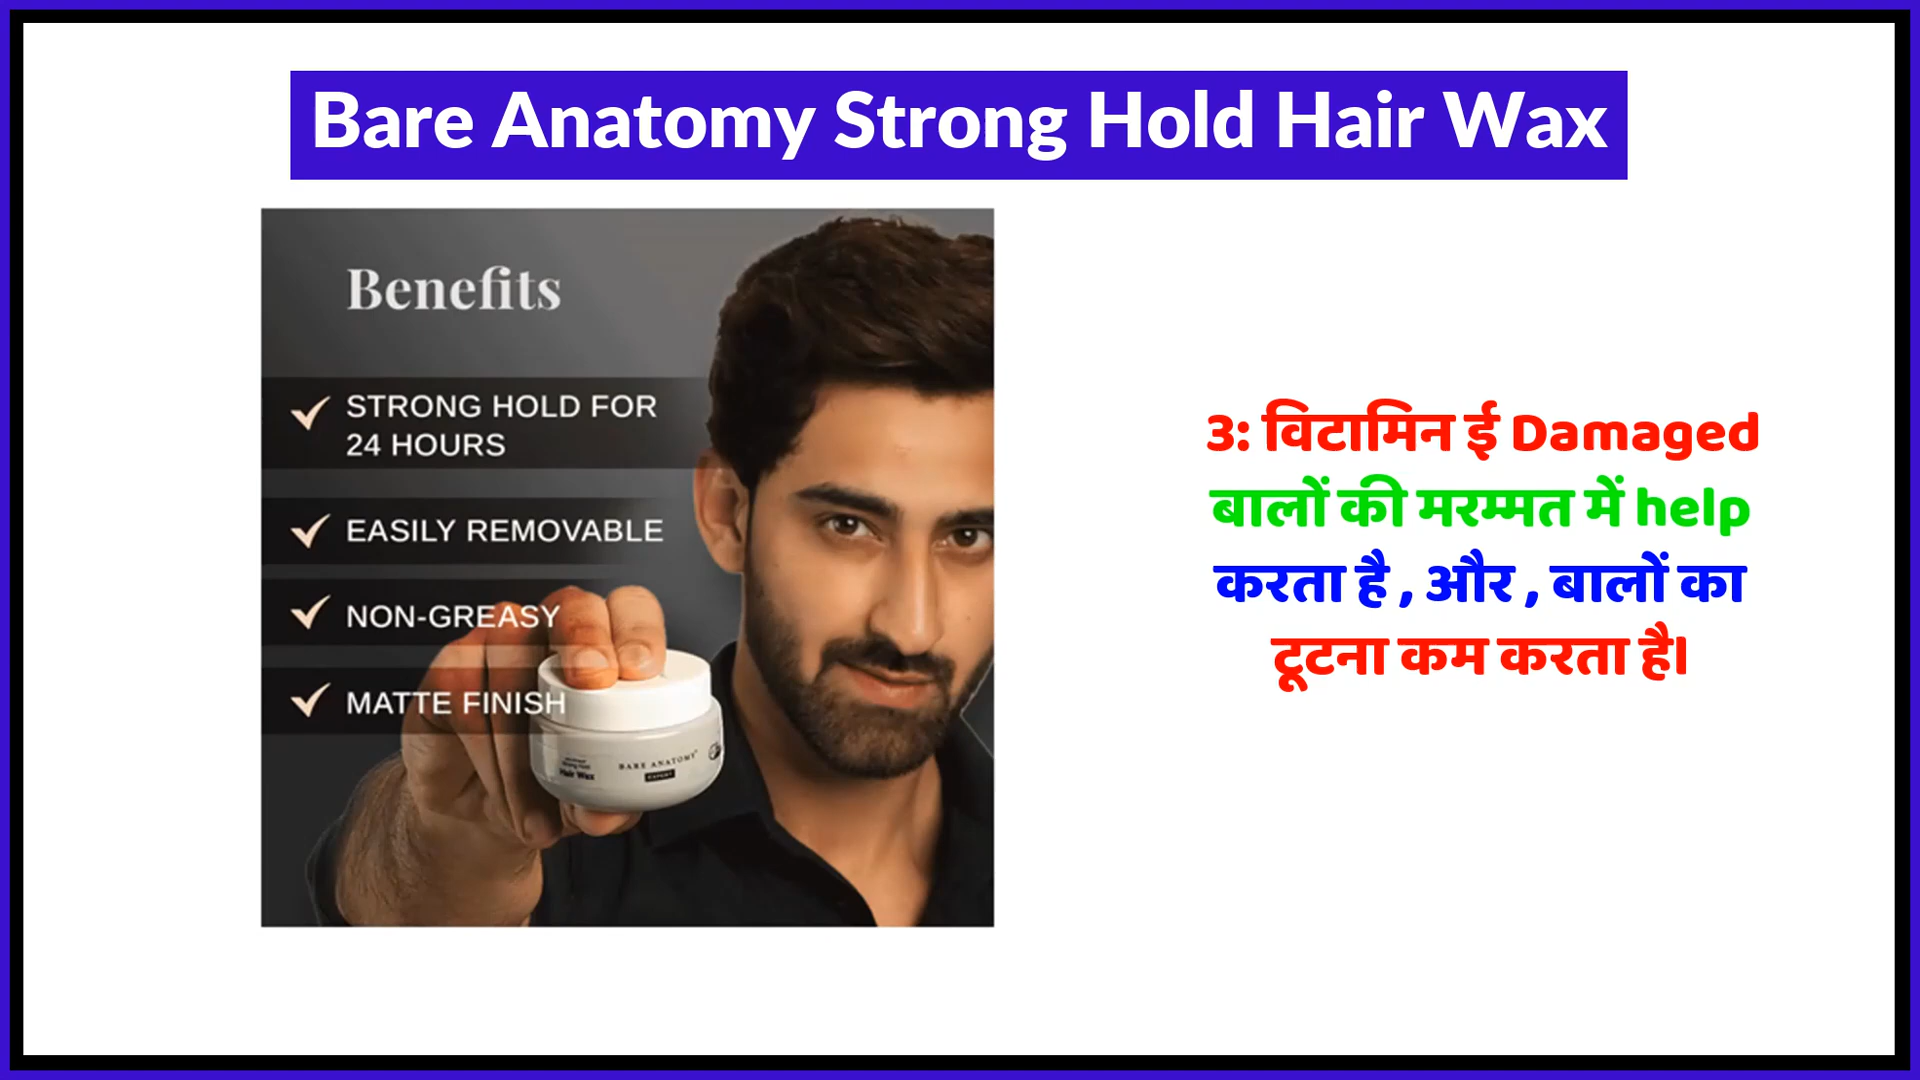 Bare Anatomy Strong Hold Hair Wax
Benefits
STRONG HOLD FOR
24 HOURS
EASILY REMOVABLE
NON-GREASY
MATTE FINISH
Hair Wax
BARE ANATOMY
EXPERT
3: विटामिन ई Damaged
बालों की मरम्मत में help
करता है , और , बालों का
टूटना कम करता है।